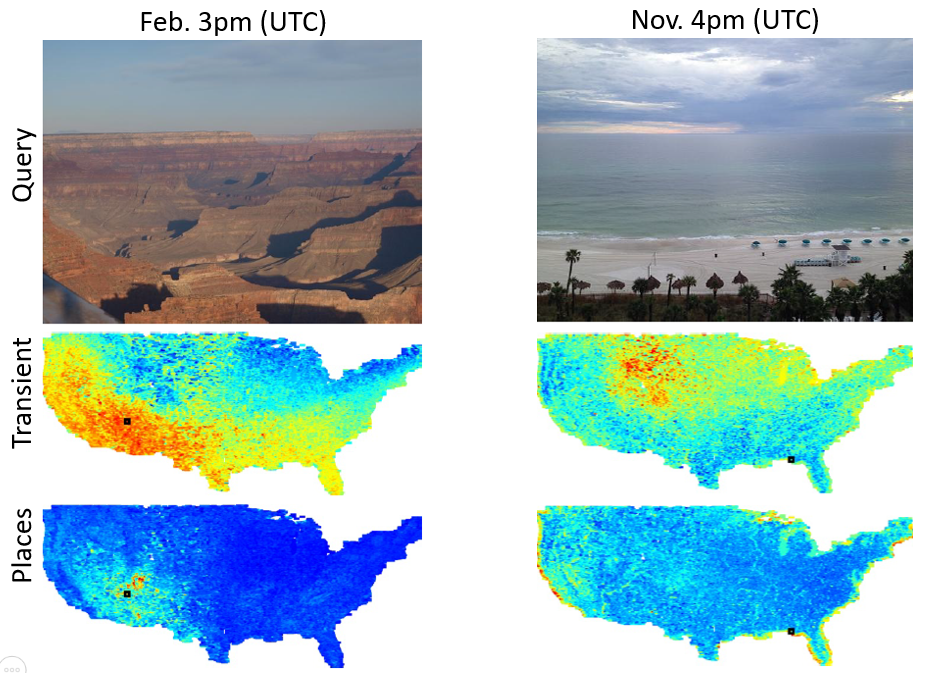 Feb. 3pm (UTC)
Nov. 4pm (UTC)
Query
Transient
Places